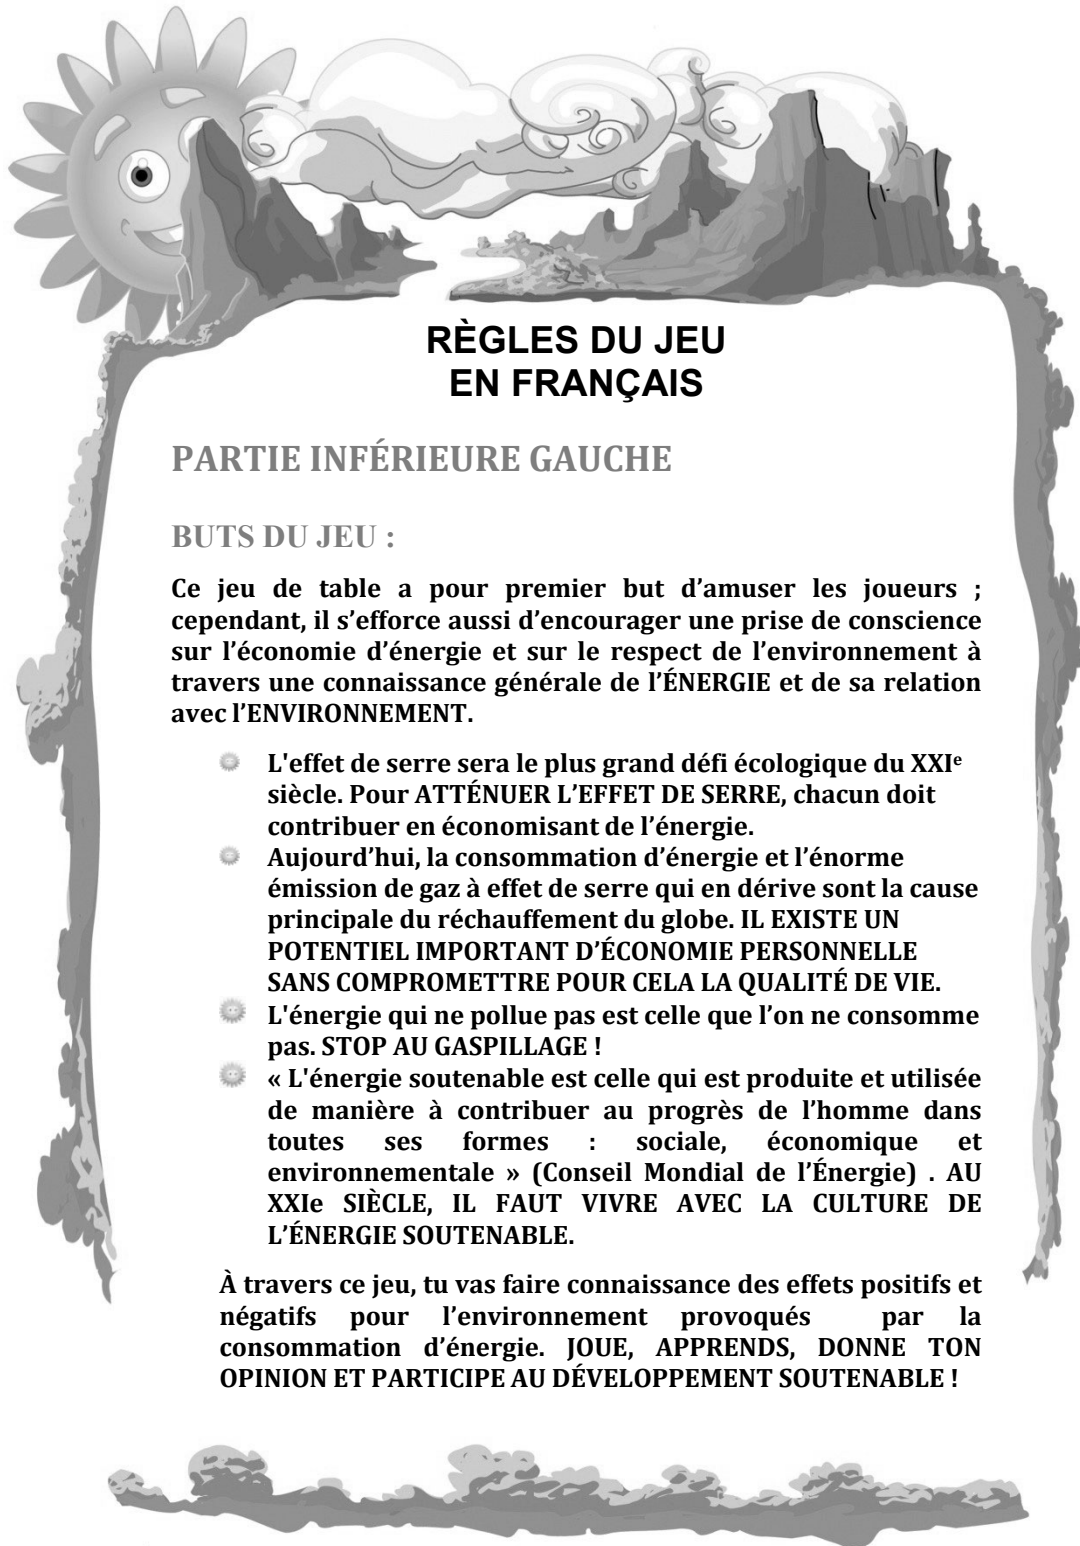 RÈGLES DU JEU
EN FRANÇAIS
PARTIE INFÉRIEURE GAUCHE
BUTS DU JEU :
Ce jeu de table a pour premier but d’amuser les joueurs ;
cependant, il s’efforce aussi d’encourager une prise de conscience
sur l’économie d’énergie et sur le respect de l’environnement à
travers une connaissance générale de l’ÉNERGIE et de sa relation
avec l’ENVIRONNEMENT.
L'effet de serre sera le plus grand défi écologique du XXIe
siècle. Pour ATTÉNUER L’EFFET DE SERRE, chacun doit
contribuer en économisant de l’énergie.
Aujourd’hui, la consommation d’énergie et l’énorme
émission de gaz à effet de serre qui en dérive sont la cause
principale du réchauffement du globe. IL EXISTE UN
POTENTIEL IMPORTANT D’ÉCONOMIE PERSONNELLE
SANS COMPROMETTRE POUR CELA LA QUALITÉ DE VIE.
L'énergie qui ne pollue pas est celle que l’on ne consomme
pas. STOP AU GASPILLAGE !
« L'énergie soutenable est celle qui est produite et utilisée
de manière à contribuer au progrès de l’homme dans
toutes ses formes : sociale, économique et
environnementale » (Conseil Mondial de l’Énergie) . AU
XXIe SIÈCLE, IL FAUT VIVRE AVEC LA CULTURE DE
L’ÉNERGIE SOUTENABLE.
À travers ce jeu, tu vas faire connaissance des effets positifs et
négatifs pour l’environnement provoqués par la
consommation d’énergie. JOUE, APPRENDS, DONNE TON
OPINION ET PARTICIPE AU DÉVELOPPEMENT SOUTENABLE !